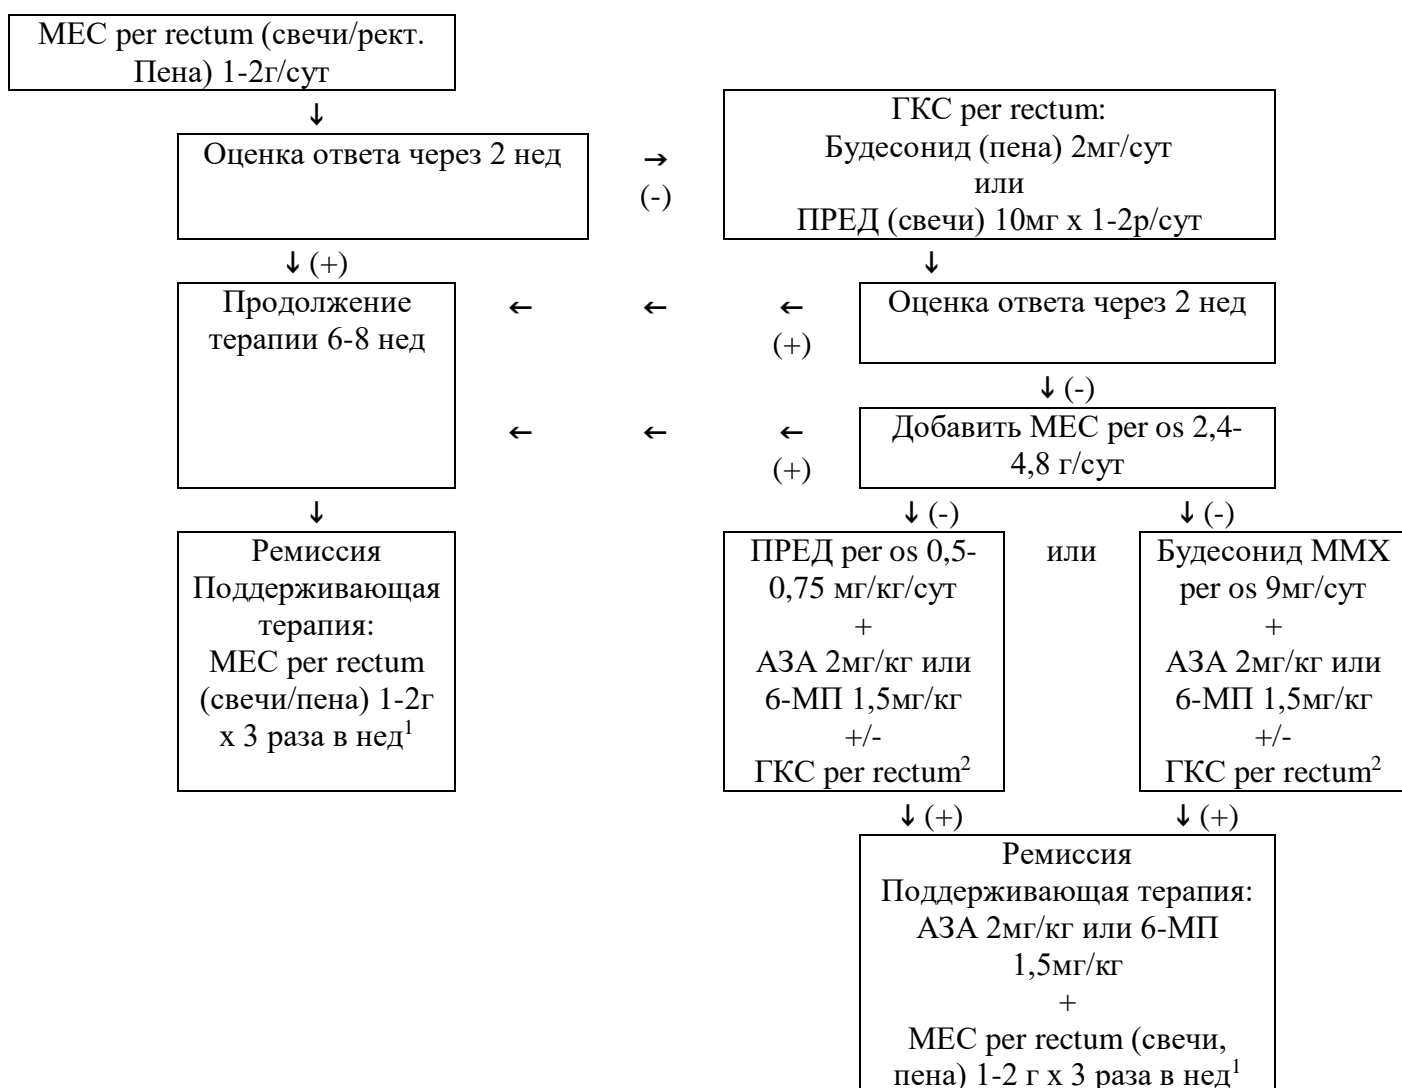 МЕС per rectum (свечи/рект.
Пена) 1-2г/сут
↓
Оценка ответа через 2 нед
→
(-)
ГКС per rectum:
Будесонид (пена) 2мг/сут
или
ПРЕД (свечи) 10мг х 1-2р/сут
↓ (+)
↓
Продолжение
терапии 6-8 нед
← ← ←
(+)
Оценка ответа через 2 нед
↓ (-)
← ← ←
(+)
Добавить МЕС per os 2,4-
4,8 г/сут
↓
↓ (-)
↓ (-)
Ремиссия
Поддерживающая
терапия:
МЕС per rectum
(свечи/пена) 1-2г
х 3 раза в нед1
ПРЕД per os 0,5-
0,75 мг/кг/сут
+
АЗА 2мг/кг или
6-МП 1,5мг/кг
+/-
ГКС per rectum2
или
Будесонид ММХ
per os 9мг/сут
+
АЗА 2мг/кг или
6-МП 1,5мг/кг
+/-
ГКС per rectum2
↓ (+)
↓ (+)
Ремиссия
Поддерживающая терапия:
АЗА 2мг/кг или 6-МП
1,5мг/кг
+
МЕС per rectum (свечи,
пена) 1-2 г х 3 раза в нед1